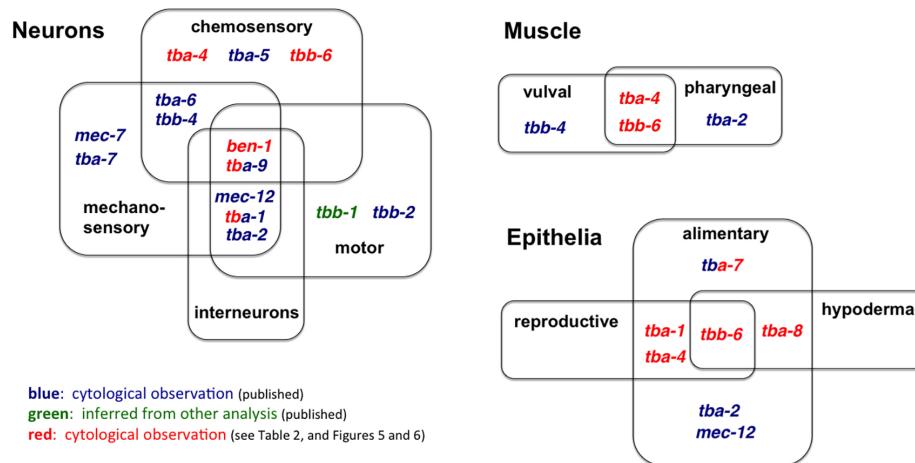 Neurons
chemosensory
tba-4 tba-5 tbb-6
tba-6
tbb-4
mec-7
tba-7
ben-1
tba-9
mec-12
tba-1
tba-2
mechano-
sensory
tbb-1 tbb-2
motor
interneurons
blue: cytological observation (published)
green: inferred from other analysis (published)
red: cytological observation (see Table 2, and Figures 5 and 6)
Muscle
vulval
pharyngeal
tbb-4
tba-4
tbb-6
tba-2
Epithelia
alimentary
tba-7
reproductive
hypoderma
tba-1
tba-4
tbb-6
tba-8
tba-2
mec-12